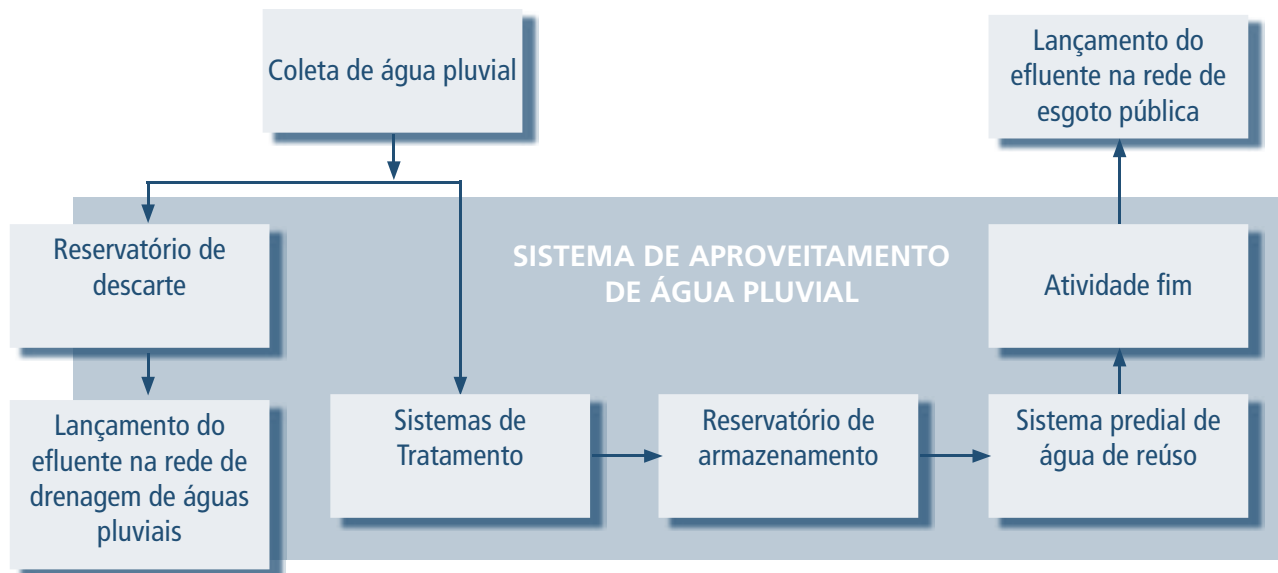 Coleta de água pluvial
Lançamento do
efluente na rede de
esgoto pública
Reservatório de
descarte
SISTEMA DE APROVEITAMENTO
DE ÁGUA PLUVIAL
Atividade fim
Lançamento do
efluente na rede de
drenagem de águas
pluviais
Sistemas de
Tratamento
Reservatório de
armazenamento
Sistema predial de
água de reúso